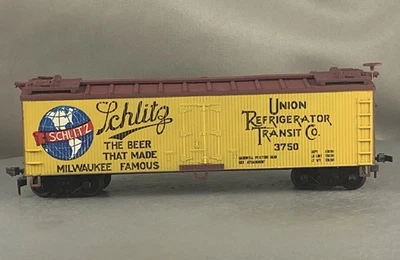 SCHLITZ
Schlitz
THE BEER
THAT MADE
MILWAUKEE FAMOUS
UNION
REFRIGERATOR
TRANSIT CO.
3750